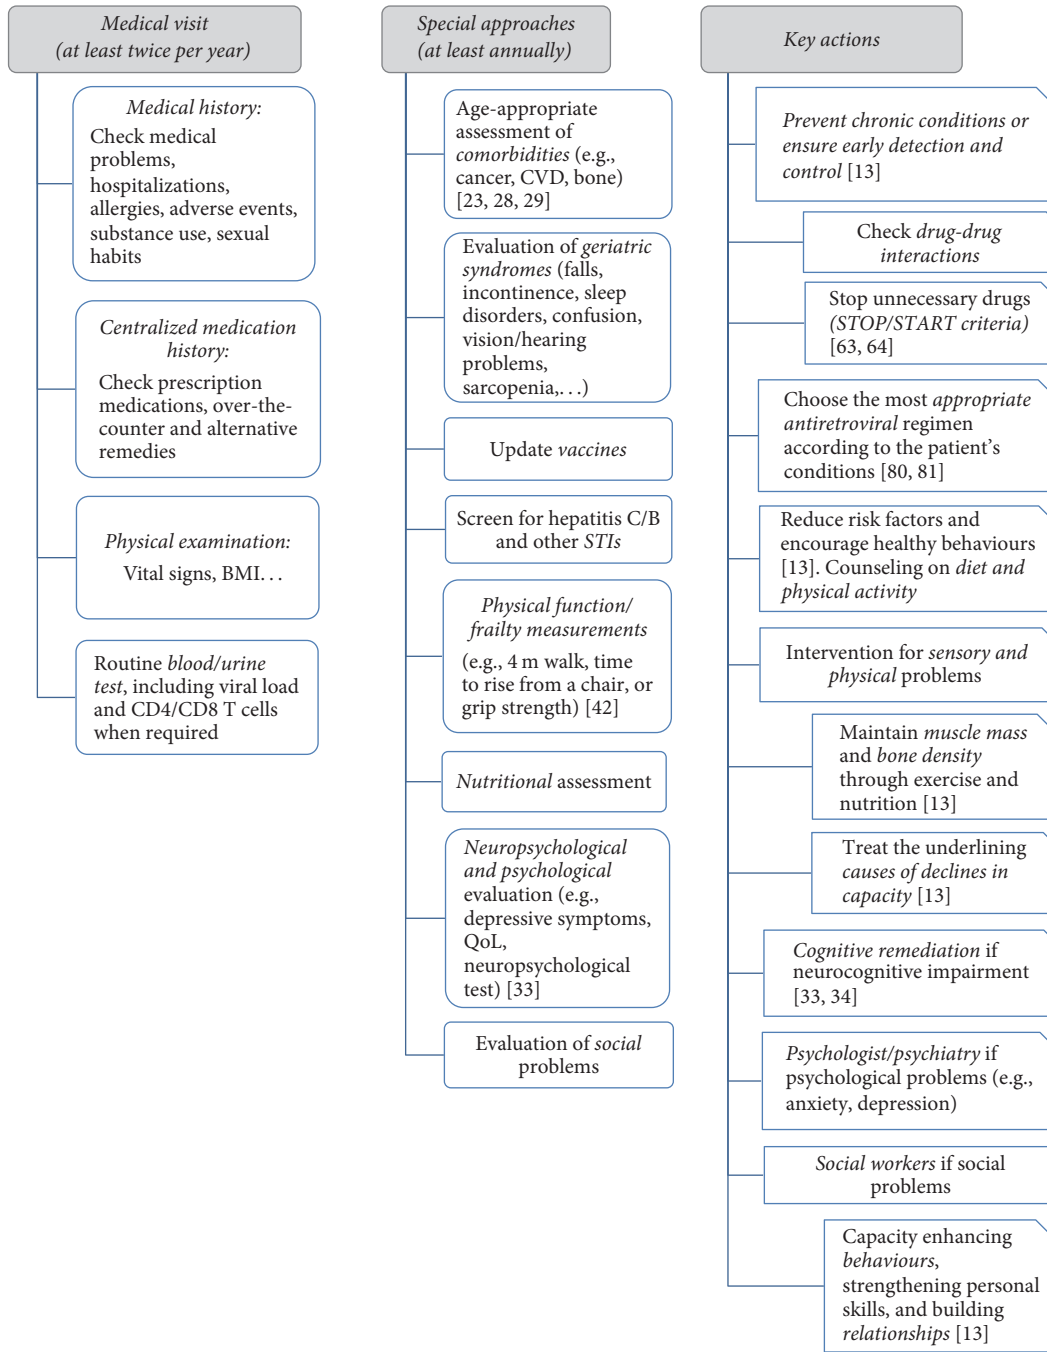 Medical visit
(at least twice per year)
Medical history:
Check medical
problems,
hospitalizations,
allergies, adverse events,
substance use, sexual
habits
Centralized medication
history:
Check prescription
medications, over-the-
counter and alternative
remedies
Physical examination:
Vital signs, BMI. . .
Routine blood/urine
test, including viral load
and CD4/CD8 T cells
when required
Special approaches
(at least annually)
Age-appropriate
assessment of
comorbidities (e.g.,
cancer, CVD, bone)
[23, 28, 29]
Evaluation of geriatric
syndromes (falls,
incontinence, sleep
disorders, confusion,
vision/hearing
problems,
sarcopenia,. . .)
Update vaccines
Screen for hepatitis C/B
and other STIs
Physical function/
frailty measurements
(e.g., 4 m walk, time
to rise from a chair, or
grip strength) [42]
Nutritional assessment
Neuropsychological
and psychological
evaluation (e.g.,
depressive symptoms,
QoL,
neuropsychological
test) [33]
Evaluation of social
problems
Key actions
Prevent chronic conditions or
ensure early detection and
control [13]
Check drug-drug
interactions
Stop unnecessary drugs
(STOP/START criteria)
[63, 64]
Choose the most appropriate
antiretroviral regimen
according to the patient's
conditions [80, 81]
Reduce risk factors and
encourage healthy behaviours
[13]. Counseling on diet and
physical activity
Intervention for sensory and
physical problems
Maintain muscle mass
and bone density
through exercise and
nutrition [13]
Treat the underlining
causes of declines in
capacity [13]
Cognitive remediation if
neurocognitive impairment
[33, 34]
Psychologist/psychiatry if
psychological problems (e.g.,
anxiety, depression)
Social workers if social
problems
Capacity enhancing
behaviours,
strengthening personal
skills, and building
relationships [13]